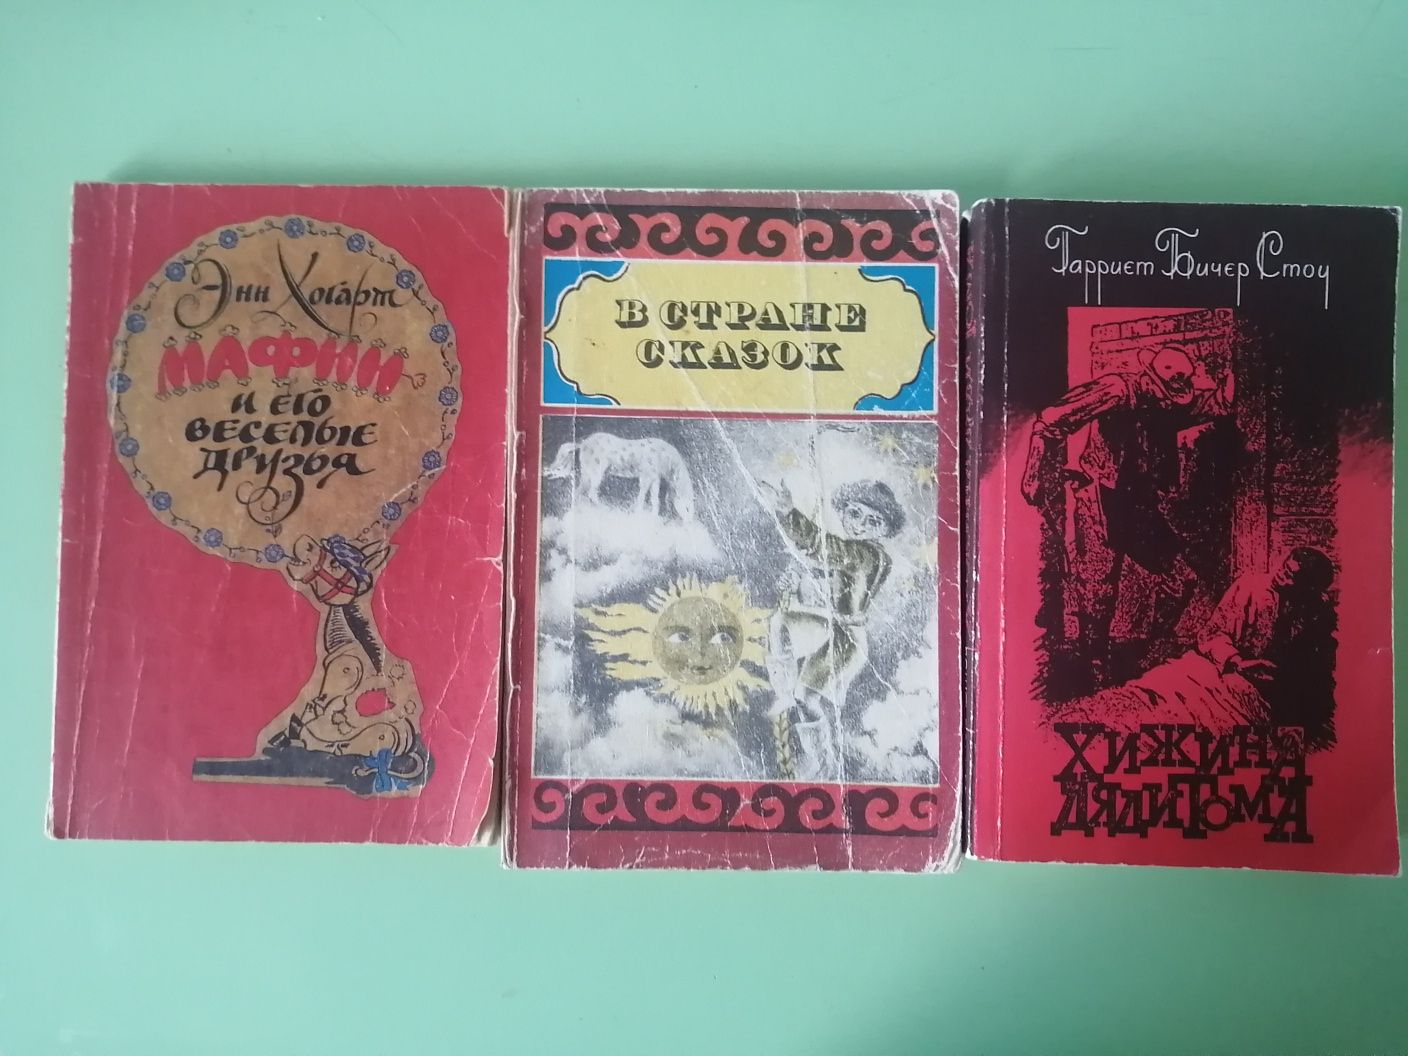 Энн Хогарт
МАФИН
и его
веселые
друзья
В СТРАНЕ
СКАЗОК
Гарриет Бичер Стоу
ХИЖИНА
ДЯДИ ТОМА